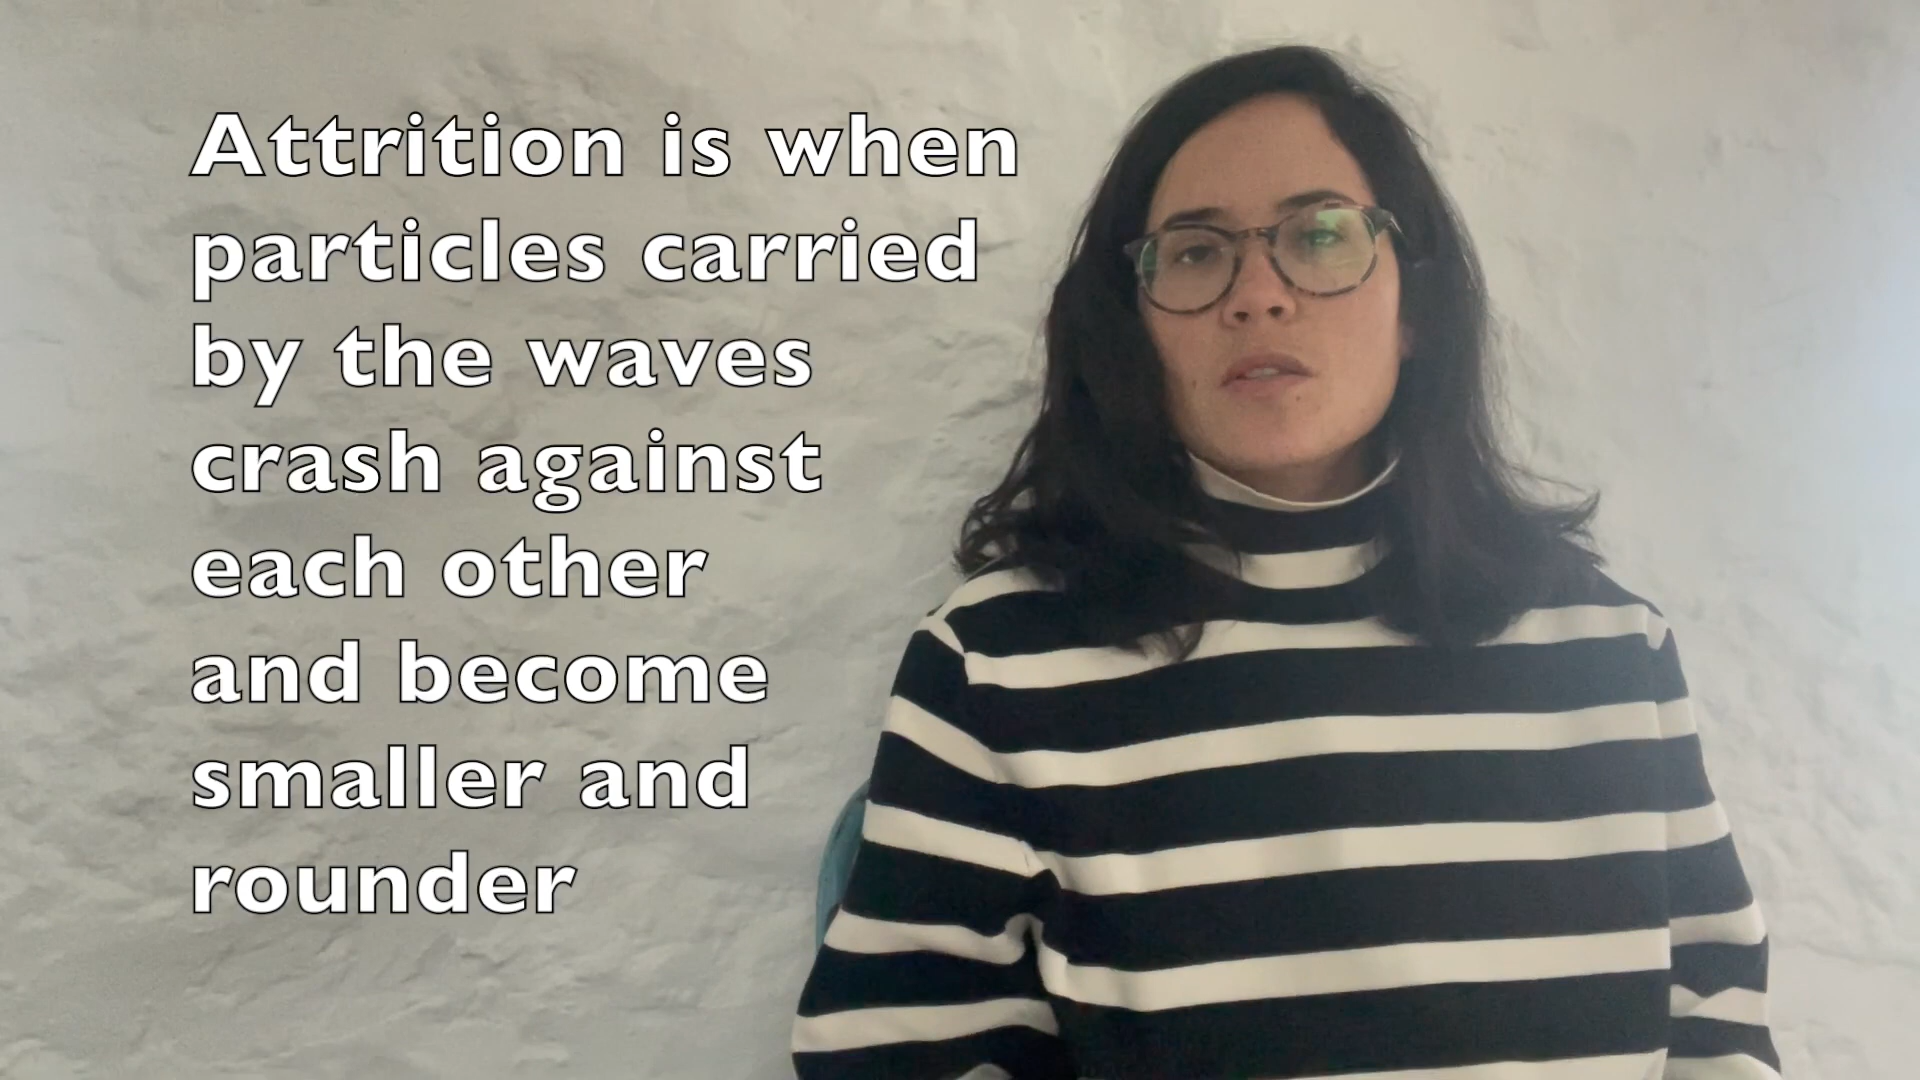 Attrition is when
particles carried
by the waves
crash against
each other
and become
smaller and
rounder